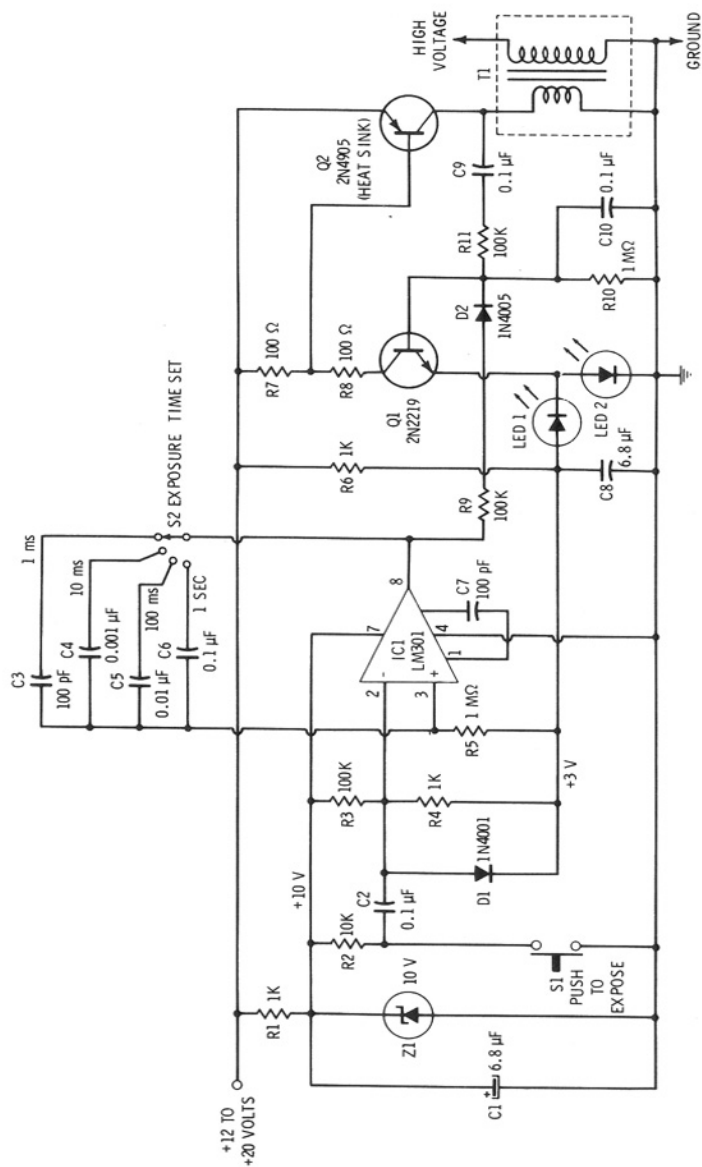 +12 TO
+20 VOLTS
R1
1K
C1
+
6.8 µF
Z1
10 V
S1
PUSH
TO
EXPOSE
R2
10K
+10 V
C2
0.1 µF
D1
1N4001
R3
100K
R4
1K
R5
1 MΩ
+3 V
2
-
3
+
IC1
LM301
7
8
4
1
C7
100 pF
C3
100 pF
C4
0.001 µF
C5
0.01 µF
C6
0.1 µF
1 ms
10 ms
100 ms
1 SEC
S2 EXPOSURE TIME SET
R6
1K
R9
100K
R7
100 Ω
R8
100 Ω
Q1
2N2219
D2
1N4005
LED 1
LED 2
C8
6.8 µF
Q2
2N4905
(HEAT SINK)
R11
100K
C9
0.1 µF
R10
1 MΩ
C10
0.1 µF
T1
HIGH
VOLTAGE
GROUND